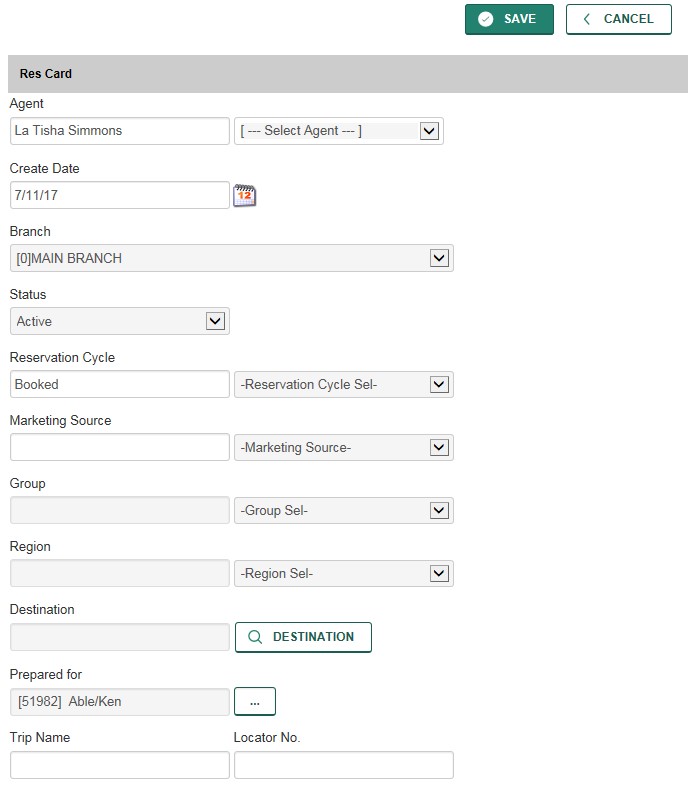 SAVE CANCEL
Res Card
Agent
La Tisha Simmons [ --- Select Agent --- ]
Create Date
7/11/17 12
Branch
[0]MAIN BRANCH
Status
Active
Reservation Cycle
Booked -Reservation Cycle Sel-
Marketing Source
-Marketing Source-
Group
-Group Sel-
Region
-Region Sel-
Destination
DESTINATION
Prepared for
[51982] Able/Ken ...
Trip Name Locator No.